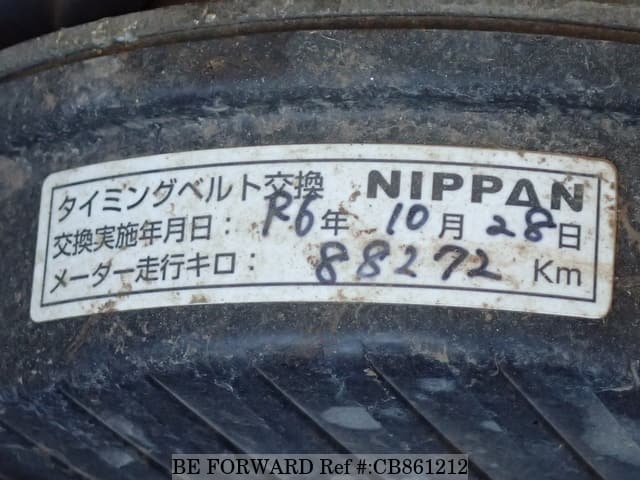 タイミングベルト交換 NIPPAN
交換実施年月日： R6年 10月 28日
メーター走行キロ： 88272 Km
BE FORWARD Ref #:CB861212